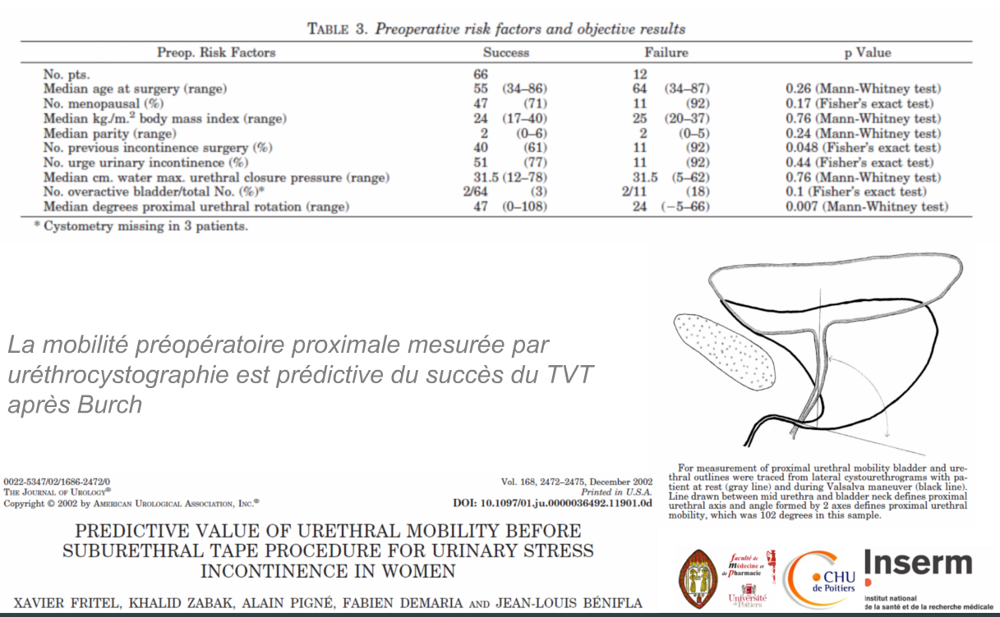 TABLE 3. Preoperative risk factors and objective results
Preop. Risk Factors Success Failure p Value
No. pts. 66 12
Median age at surgery (range) 55 (34–86) 64 (34–87) 0.26 (Mann-Whitney test)
No. menopausal (%) 47 (71) 11 (92) 0.17 (Fisher's exact test)
Median kg./m.² body mass index (range) 24 (17–40) 25 (20–37) 0.76 (Mann-Whitney test)
Median parity (range) 2 (0–6) 2 (0–5) 0.24 (Mann-Whitney test)
No. previous incontinence surgery (%) 40 (61) 11 (92) 0.048 (Fisher's exact test)
No. urge urinary incontinence (%) 51 (77) 11 (92) 0.44 (Fisher's exact test)
Median cm. water max. urethral closure pressure (range) 31.5 (12–78) 31.5 (5–62) 0.76 (Mann-Whitney test)
No. overactive bladder/total No. (%)* 2/64 (3) 2/11 (18) 0.1 (Fisher's exact test)
Median degrees proximal urethral rotation (range) 47 (0–108) 24 (−5–66) 0.007 (Mann-Whitney test)
* Cystometry missing in 3 patients.
La mobilité préopératoire proximale mesurée par
uréthrocystographie est prédictive du succès du TVT
après Burch
For measurement of proximal urethral mobility bladder and ure-
thral outlines were traced from lateral cystourethrograms with pa-
tient at rest (gray line) and during Valsalva maneuver (black line).
Line drawn between mid urethra and bladder neck defines proximal
urethral axis and angle formed by 2 axes defines proximal urethral
mobility, which was 102 degrees in this sample.
0022-5347/02/1686-2472/0
THE JOURNAL OF UROLOGY®
Copyright © 2002 by AMERICAN UROLOGICAL ASSOCIATION, INC.®
Vol. 168, 2472–2475, December 2002
Printed in U.S.A.
DOI: 10.1097/01.ju.0000036492.11901.0d
PREDICTIVE VALUE OF URETHRAL MOBILITY BEFORE
SUBURETHRAL TAPE PROCEDURE FOR URINARY STRESS
INCONTINENCE IN WOMEN
XAVIER FRITEL, KHALID ZABAK, ALAIN PIGNÉ, FABIEN DEMARIA AND JEAN-LOUIS BÉNIFLA
faculté de
médecine et
de pharmacie
Université
de Poitiers
CHU
de Poitiers
Inserm
Institut national
de la santé et de la recherche médicale